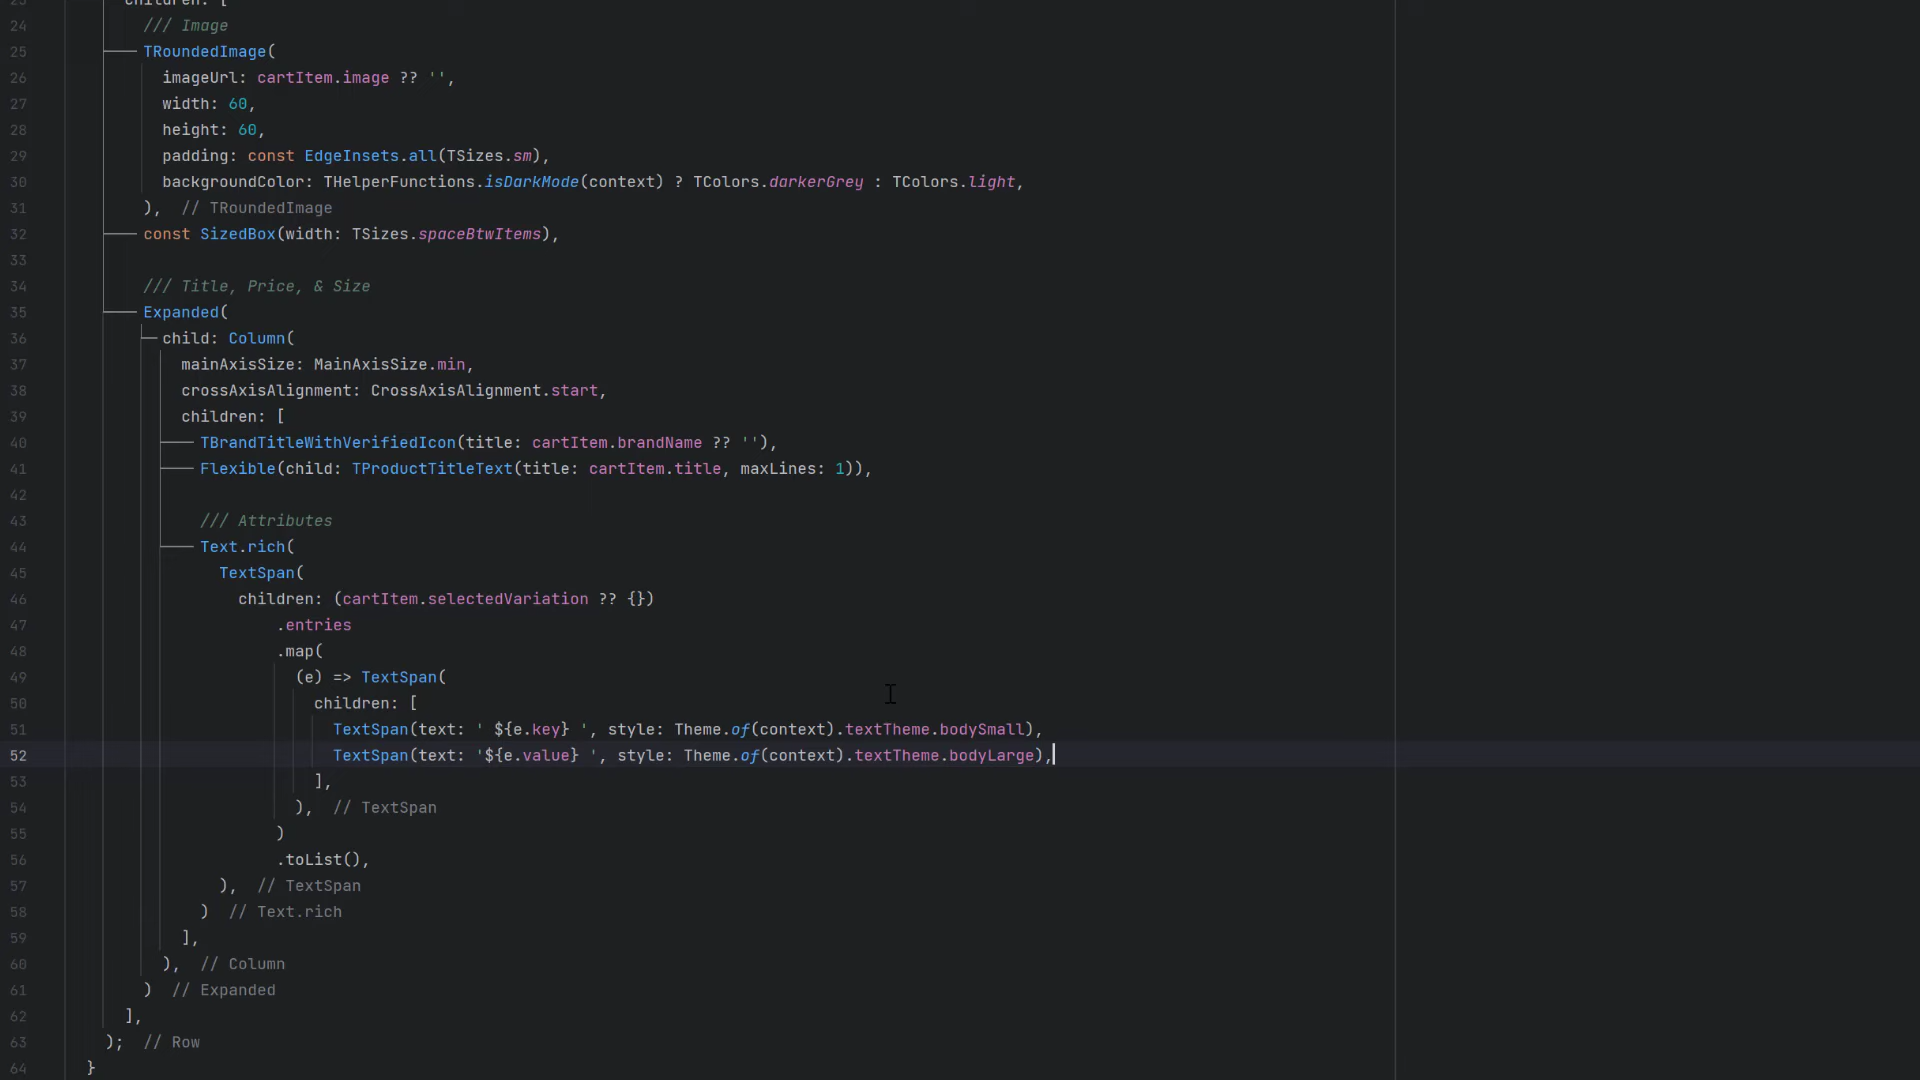 23 children: [
24 /// Image
25 TRoundedImage(
26 imageUrl: cartItem.image ?? '',
27 width: 60,
28 height: 60,
29 padding: const EdgeInsets.all(TSizes.sm),
30 backgroundColor: THelperFunctions.isDarkMode(context) ? TColors.darkerGrey : TColors.light,
31 ), // TRoundedImage
32 const SizedBox(width: TSizes.spaceBtwItems),
33
34 /// Title, Price, & Size
35 Expanded(
36 child: Column(
37 mainAxisSize: MainAxisSize.min,
38 crossAxisAlignment: CrossAxisAlignment.start,
39 children: [
40 TBrandTitleWithVerifiedIcon(title: cartItem.brandName ?? ''),
41 Flexible(child: TProductTitleText(title: cartItem.title, maxLines: 1)),
42
43 /// Attributes
44 Text.rich(
45 TextSpan(
46 children: (cartItem.selectedVariation ?? {})
47 .entries
48 .map(
49 (e) => TextSpan(
50 children: [
51 TextSpan(text: ' ${e.key} ', style: Theme.of(context).textTheme.bodySmall),
52 TextSpan(text: '${e.value} ', style: Theme.of(context).textTheme.bodyLarge),
53 ],
54 ), // TextSpan
55 )
56 .toList(),
57 ), // TextSpan
58 ) // Text.rich
59 ],
60 ), // Column
61 ) // Expanded
62 ],
63 ); // Row
64 }